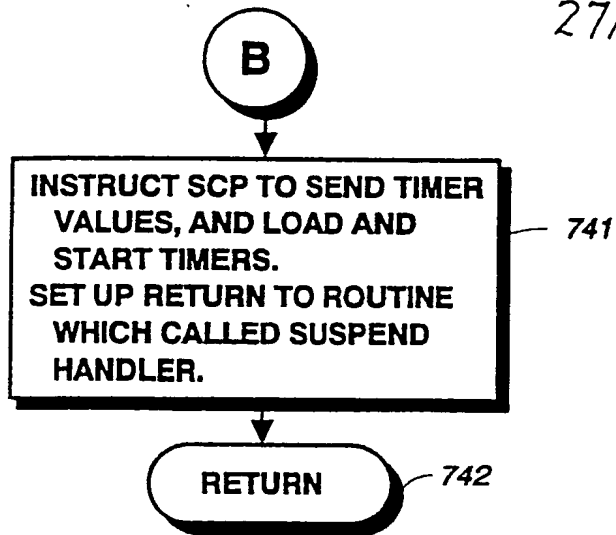 B
INSTRUCT SCP TO SEND TIMER
VALUES, AND LOAD AND
START TIMERS.
SET UP RETURN TO ROUTINE
WHICH CALLED SUSPEND
HANDLER.
741
RETURN
742